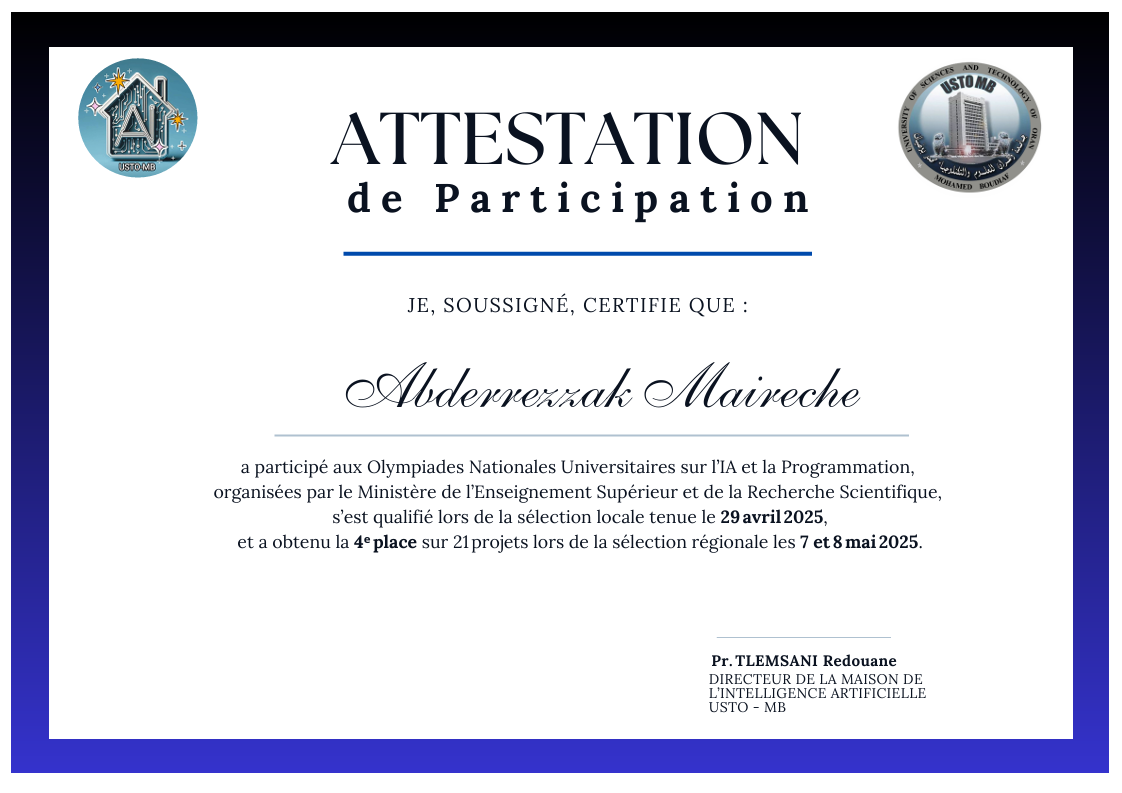 AI
USTO.MB
UNIVERSITY OF SCIENCES AND TECHNOLOGY OF ORAN
USTO MB
MOHAMED BOUDIAF
ATTESTATION
de Participation
JE, SOUSSIGNÉ, CERTIFIE QUE :
Abderrezzak Maireche
a participé aux Olympiades Nationales Universitaires sur l’IA et la Programmation,
organisées par le Ministère de l’Enseignement Supérieur et de la Recherche Scientifique,
s’est qualifié lors de la sélection locale tenue le 29 avril 2025,
et a obtenu la 4ᵉ place sur 21 projets lors de la sélection régionale les 7 et 8 mai 2025.
Pr. TLEMSANI Redouane
DIRECTEUR DE LA MAISON DE
L’INTELLIGENCE ARTIFICIELLE
USTO – MB